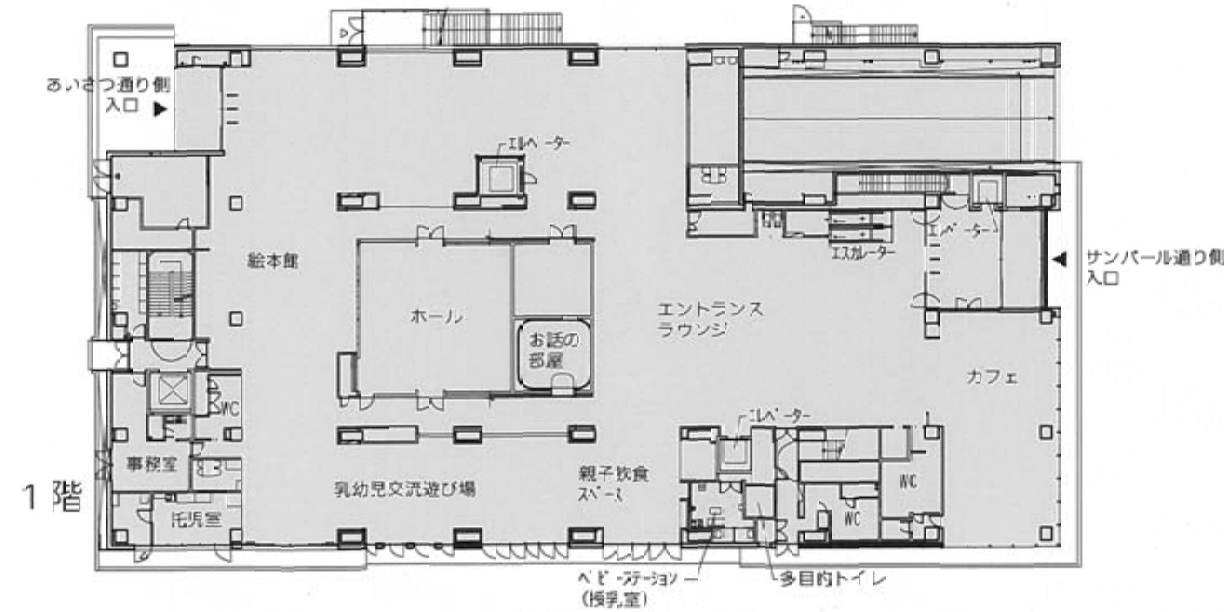 あいさつ通り側
入口
エレベーター
絵本館
ホール
お話の
部屋
エントランス
ラウンジ
エスカレーター
エレベーター
サンパール通り側
入口
カフェ
エレベーター
WC
事務室
託児室
1階
乳幼児交流遊び場
親子飲食
スペース
WC
WC
ベビーステーション
(授乳室)
多目的トイレ